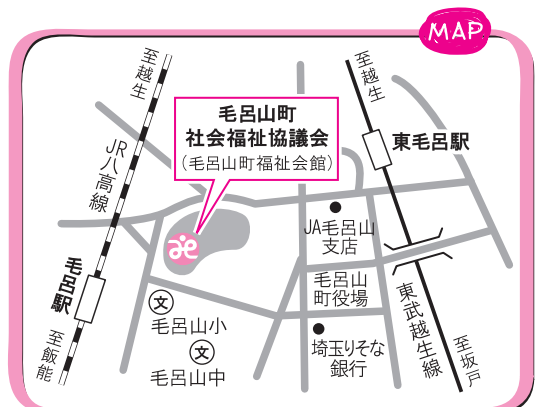 MAP
至越生
JR八高線
毛呂駅
至飯能
毛呂山町
社会福祉協議会
（毛呂山町福祉会館）
至越生
東毛呂駅
JA毛呂山
支店
毛呂山
町役場
埼玉りそな
銀行
文
毛呂山小
文
毛呂山中
東武越生線
至坂戸